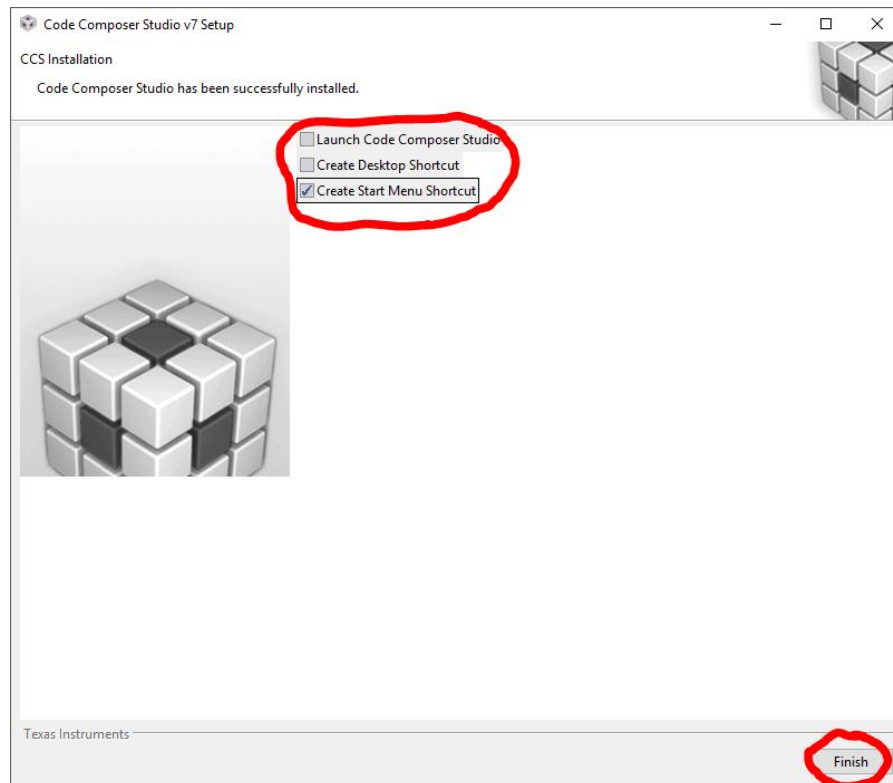 Code Composer Studio v7 Setup
CCS Installation
Code Composer Studio has been successfully installed.
Launch Code Composer Studio
Create Desktop Shortcut
Create Start Menu Shortcut
Texas Instruments
Finish